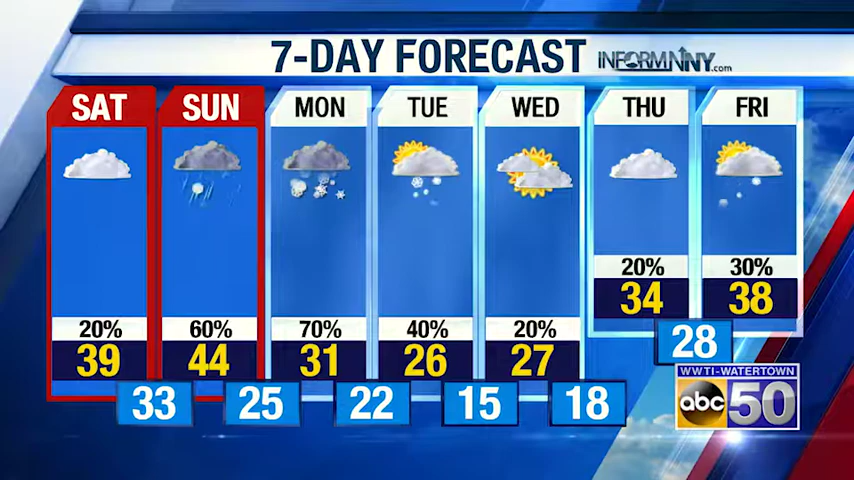 7-DAY FORECAST INFORMNNY.com
SAT SUN MON TUE WED THU FRI
20% 30%
34 38
20% 60% 70% 40% 20%
39 44 31 26 27
28
33 25 22 15 18
WWTI-WATERTOWN
abc 50